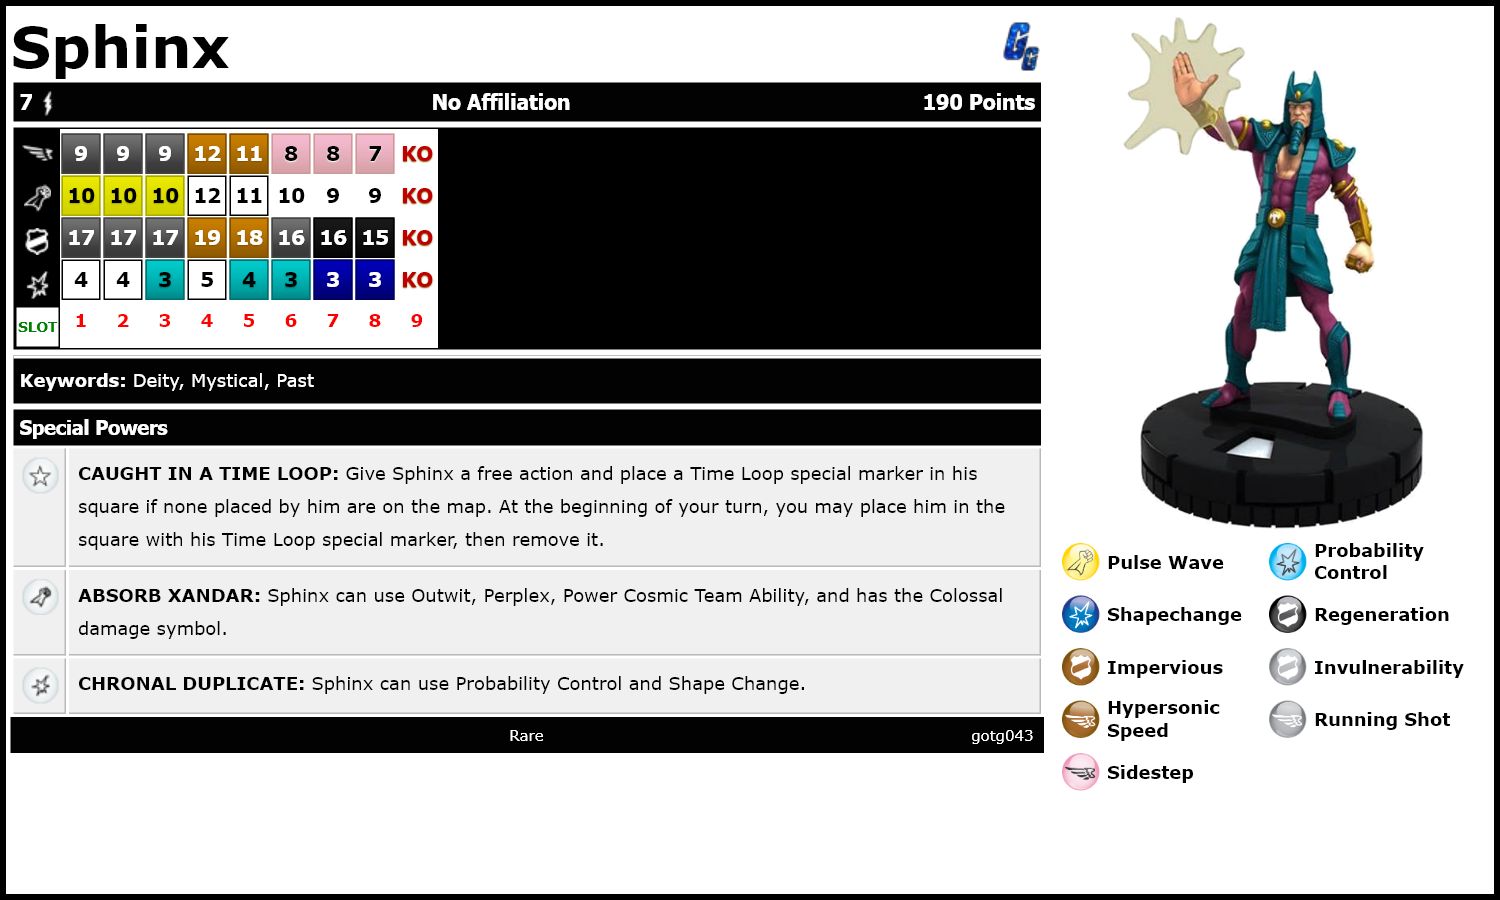 Sphinx
GG
7 No Affiliation 190 Points
9 9 9 12 11 8 8 7 KO
10 10 10 12 11 10 9 9 KO
17 17 17 19 18 16 16 15 KO
4 4 3 5 4 3 3 3 KO
SLOT 1 2 3 4 5 6 7 8 9
Keywords: Deity, Mystical, Past
Special Powers
CAUGHT IN A TIME LOOP: Give Sphinx a free action and place a Time Loop special marker in his
square if none placed by him are on the map. At the beginning of your turn, you may place him in the
square with his Time Loop special marker, then remove it.
ABSORB XANDAR: Sphinx can use Outwit, Perplex, Power Cosmic Team Ability, and has the Colossal
damage symbol.
CHRONAL DUPLICATE: Sphinx can use Probability Control and Shape Change.
Rare gotg043
Pulse Wave
Probability
Control
Shapechange
Regeneration
Impervious
Invulnerability
Hypersonic
Speed
Running Shot
Sidestep